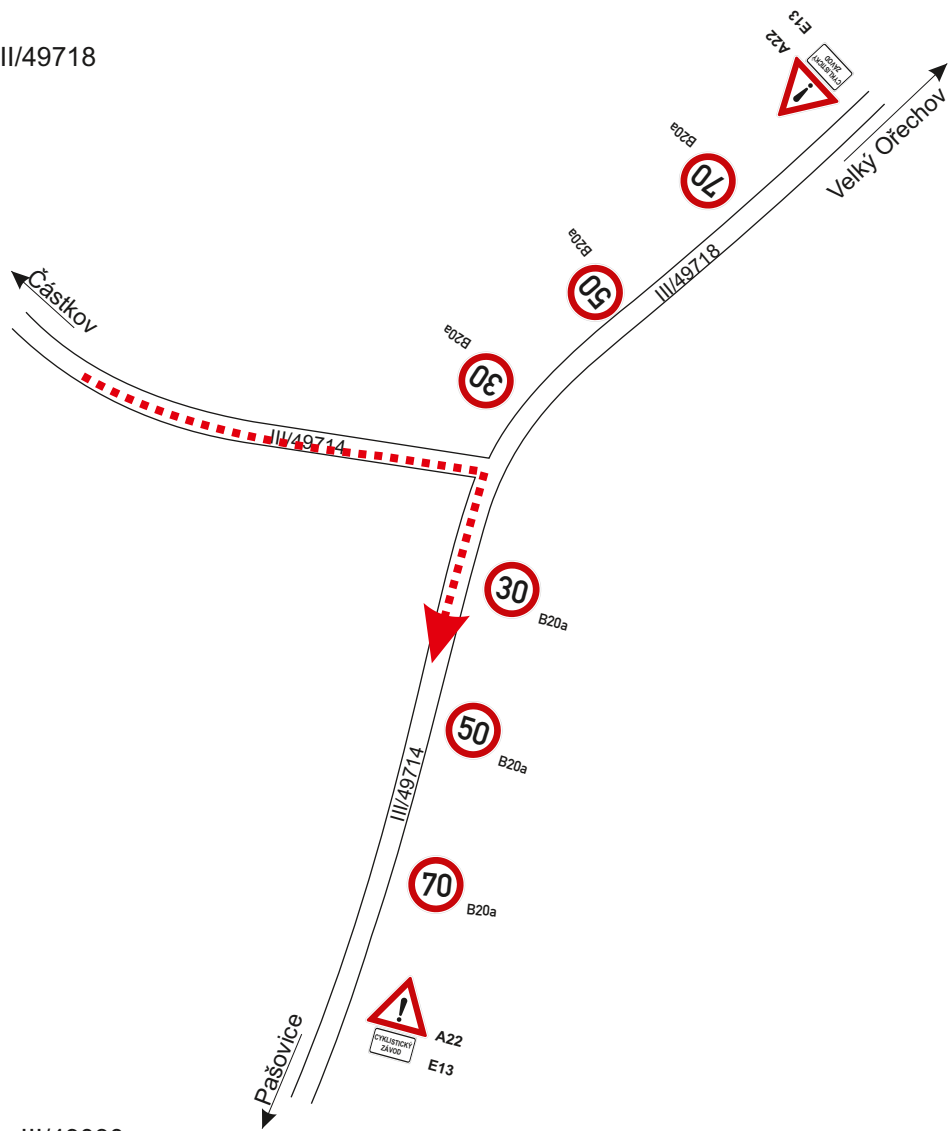 II/49718
E13
A22
CYKLISTICKÝ
ZÁVOD
Velký Ořechov
B20a
70
B20a
50
III/49718
Částkov
B20a
30
III/49714
30
B20a
50
B20a
III/49714
70
B20a
A22
CYKLISTICKÝ
ZÁVOD
E13
Pašovice